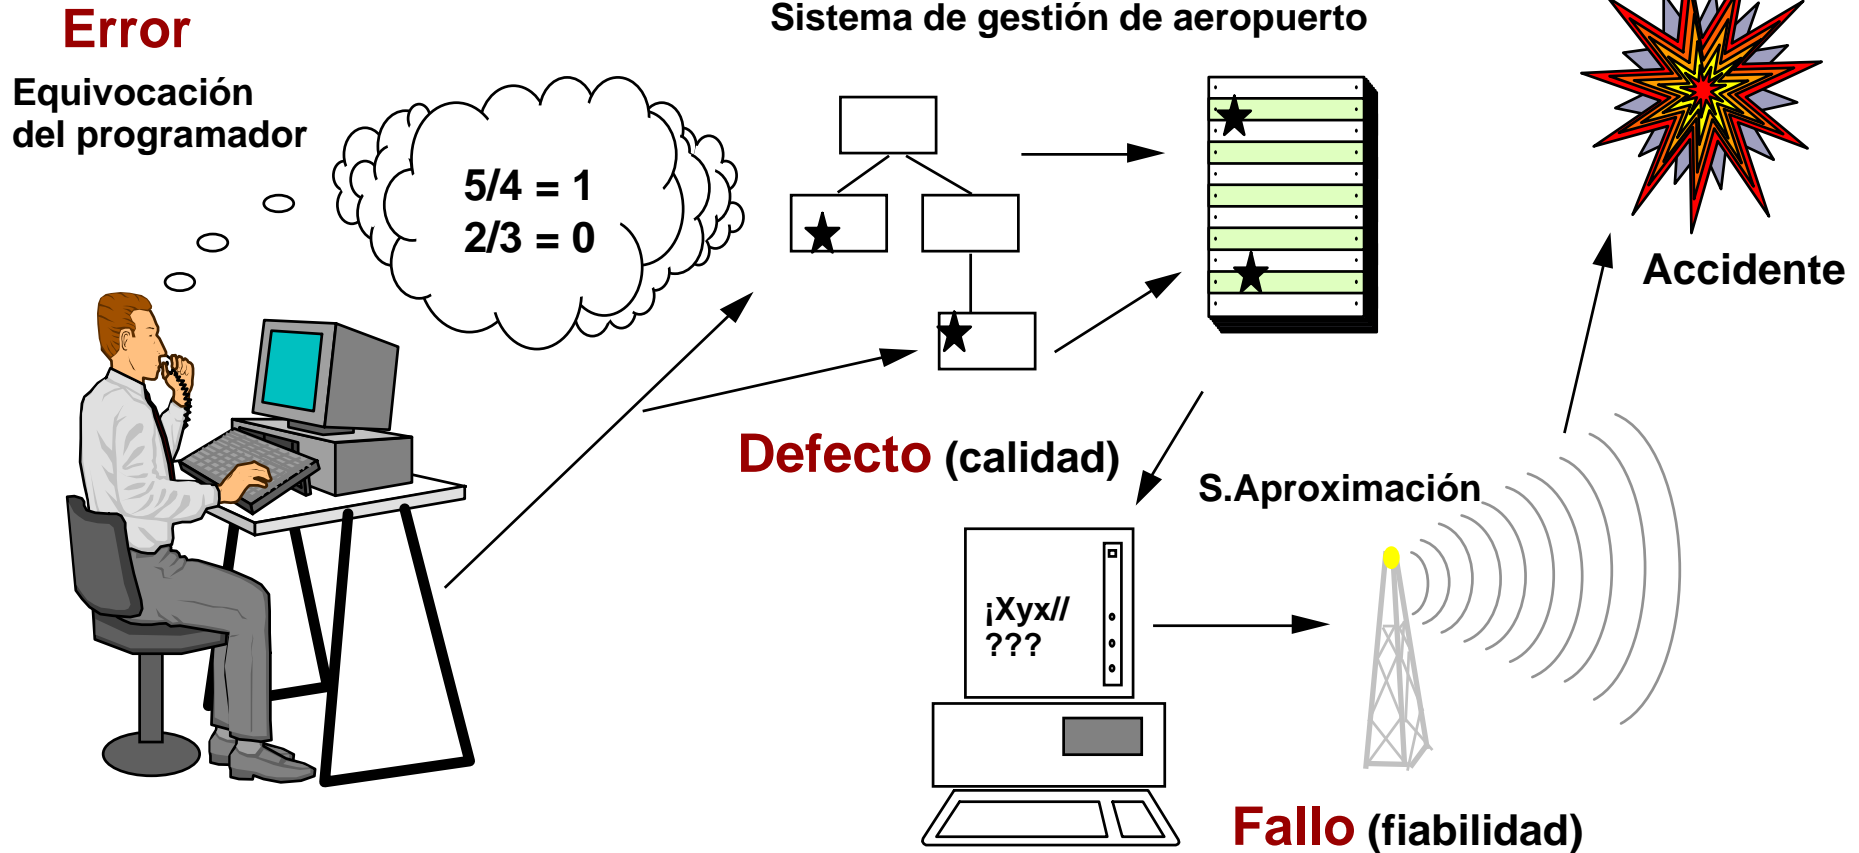 Error
Equivocación
del programador
5/4 = 1
2/3 = 0
Sistema de gestión de aeropuerto
Accidente
Defecto (calidad)
S.Aproximación
¡Xyx//
???
Fallo (fiabilidad)